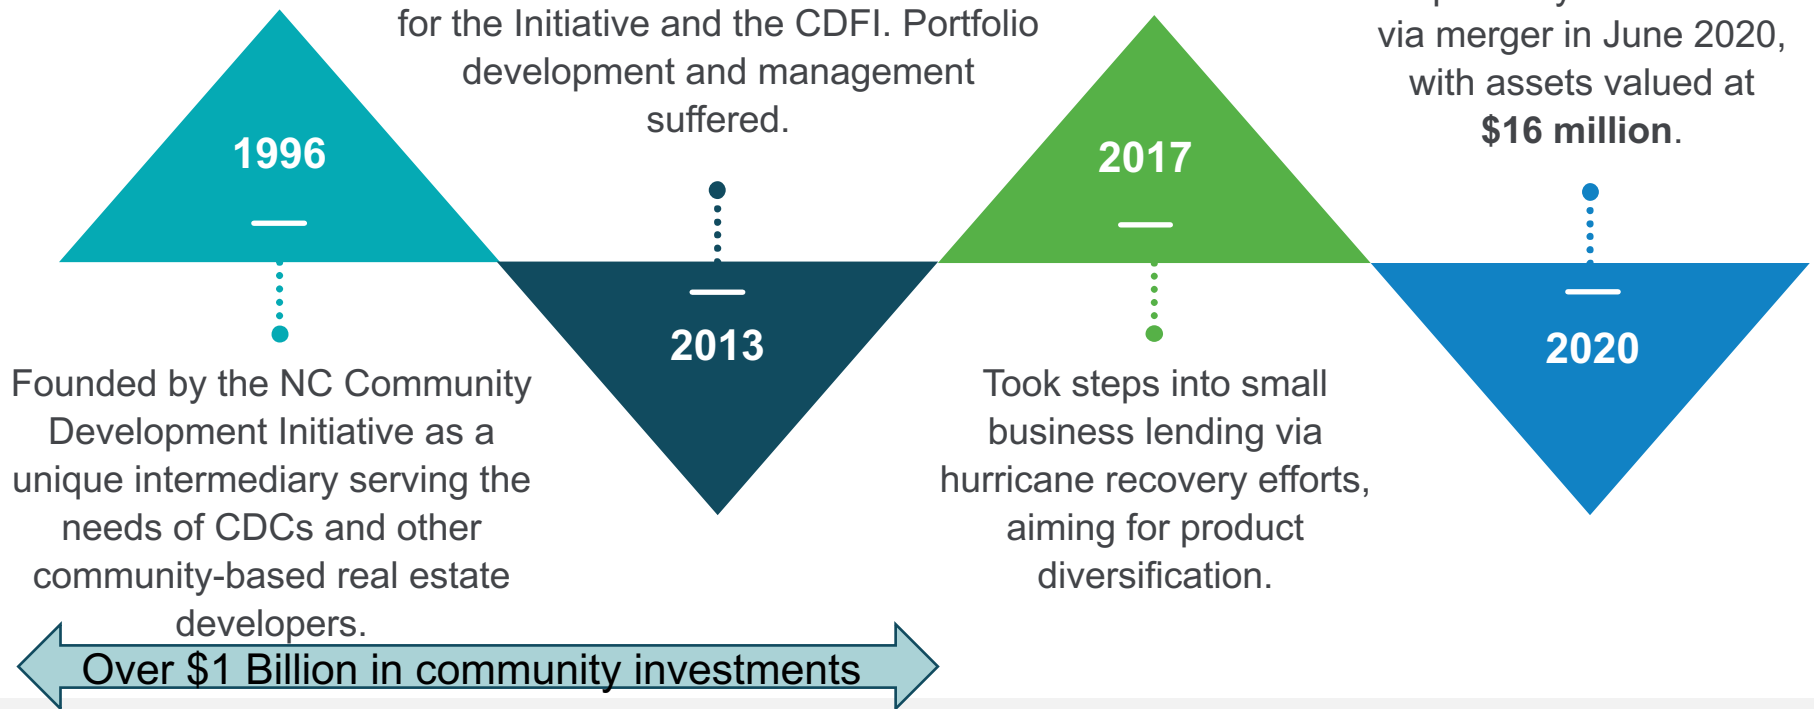 for the Initiative and the CDFI. Portfolio
development and management
suffered.
via merger in June 2020,
with assets valued at
$16 million.
1996
2017
2013
2020
Founded by the NC Community
Development Initiative as a
unique intermediary serving the
needs of CDCs and other
community-based real estate
developers.
Took steps into small
business lending via
hurricane recovery efforts,
aiming for product
diversification.
Over $1 Billion in community investments